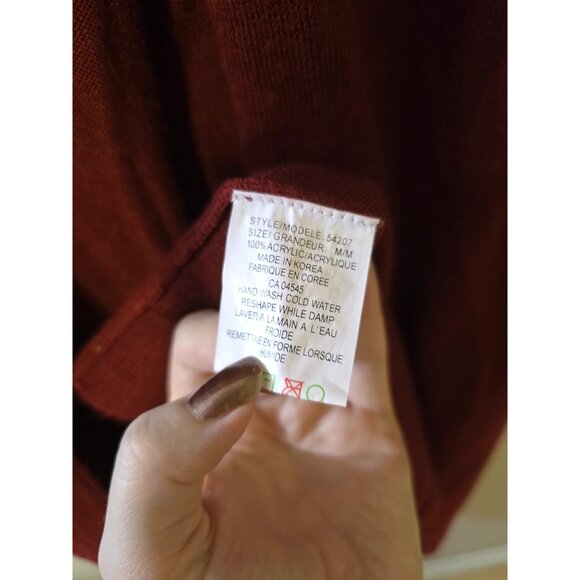 STYLE/MODELE: 54207
SIZE/ GRANDEUR: M/M
100% ACRYLIC/ACRYLIQUE
MADE IN KOREA
FABRIQUE EN COREE
CA 04545
HAND WASH COLD WATER
RESHAPE WHILE DAMP
LAVER A LA MAIN A L'EAU
FROIDE
REMETTRE EN FORME LORSQUE
HUMIDE